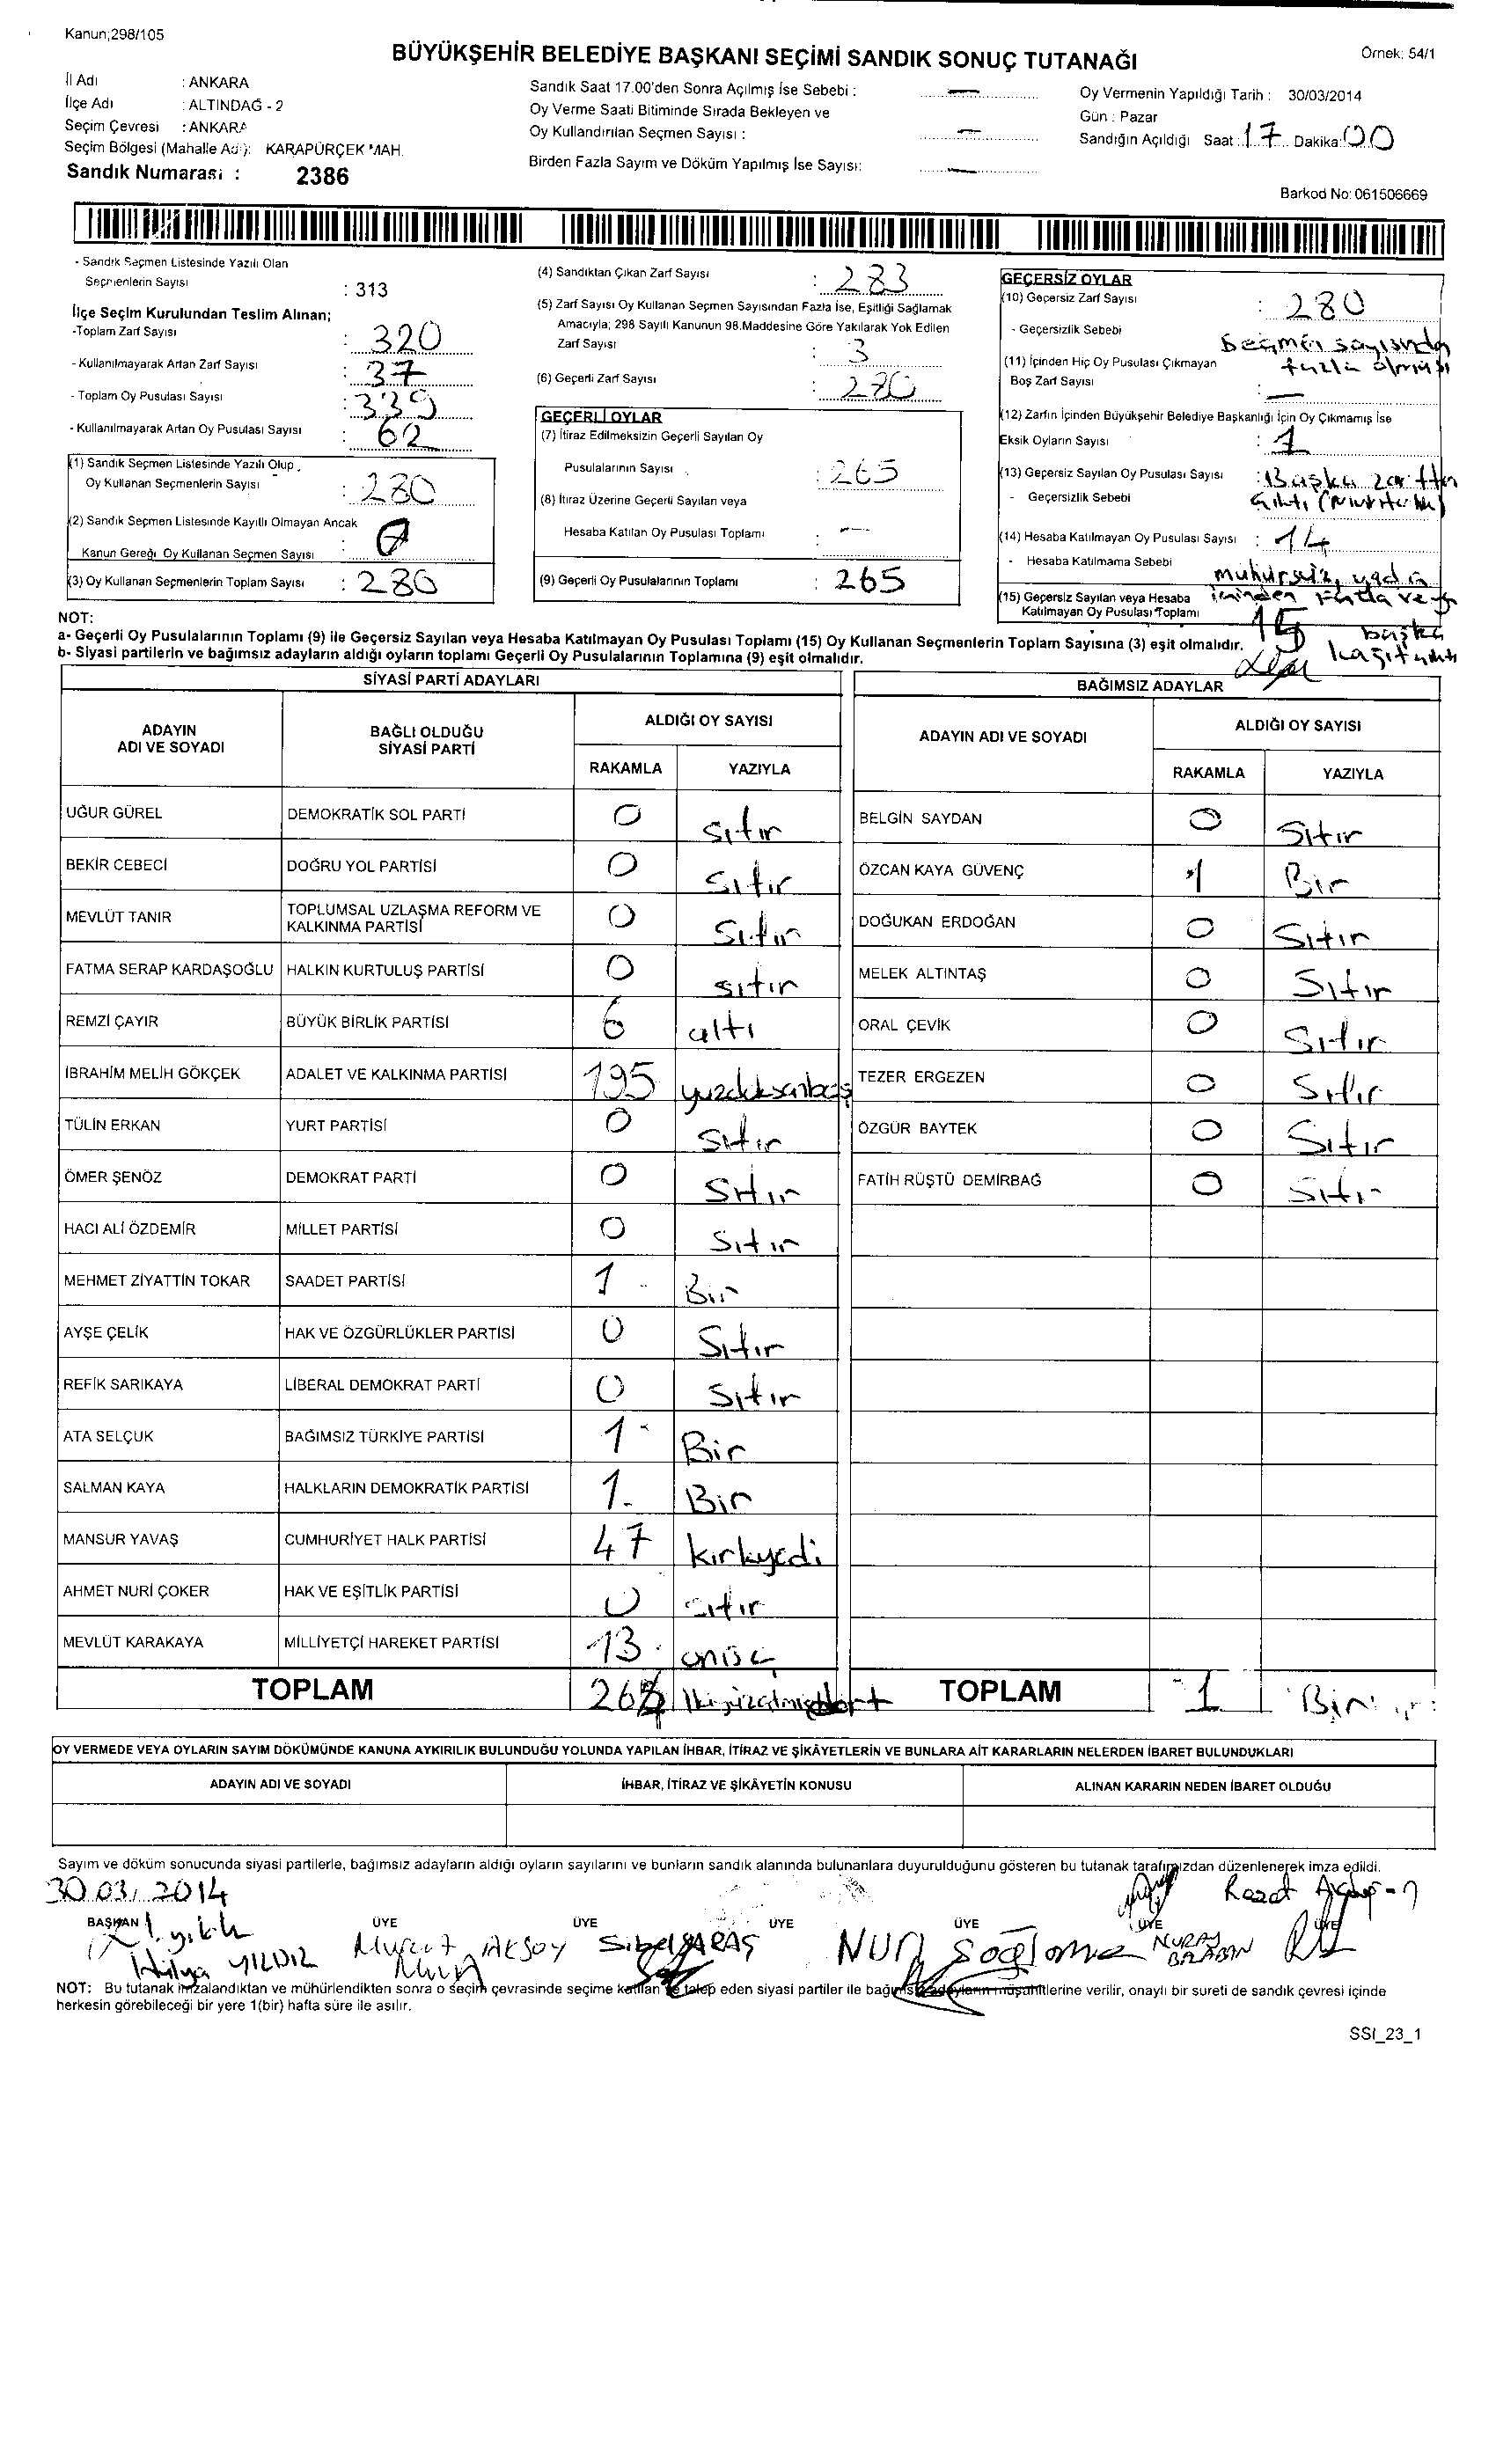 Kanun;298/105
BÜYÜKŞEHİR BELEDİYE BAŞKANI SEÇİMİ SANDIK SONUÇ TUTANAĞI
Örnek: 54/1
İl Adı : ANKARA
İlçe Adı : ALTINDAĞ - 2
Seçim Çevresi : ANKARA
Seçim Bölgesi (Mahalle Adı): KARAPÜRÇEK MAH.
Sandık Numarası : 2386
Sandık Saat 17.00'den Sonra Açılmış İse Sebebi : —
Oy Verme Saati Bitiminde Sırada Bekleyen ve
Oy Kullandırılan Seçmen Sayısı : —
Birden Fazla Sayım ve Döküm Yapılmış İse Sayısı: —
Oy Vermenin Yapıldığı Tarih : 30/03/2014
Gün : Pazar
Sandığın Açıldığı Saat 17 Dakika: 00
Barkod No: 061506669
- Sandık Seçmen Listesinde Yazılı Olan
Seçmenlerin Sayısı : 313
İlçe Seçim Kurulundan Teslim Alınan;
-Toplam Zarf Sayısı : 320
- Kullanılmayarak Artan Zarf Sayısı : 37
- Toplam Oy Pusulası Sayısı : 339
- Kullanılmayarak Artan Oy Pusulası Sayısı : 62
(1) Sandık Seçmen Listesinde Yazılı Olup
Oy Kullanan Seçmenlerin Sayısı : 280
(2) Sandık Seçmen Listesinde Kayıtlı Olmayan Ancak
Kanun Gereği Oy Kullanan Seçmen Sayısı :
(3) Oy Kullanan Seçmenlerin Toplam Sayısı : 280
(4) Sandıktan Çıkan Zarf Sayısı : 283
(5) Zarf Sayısı Oy Kullanan Seçmen Sayısından Fazla İse, Eşitliği Sağlamak
Amacıyla; 298 Sayılı Kanunun 98.Maddesine Göre Yakılarak Yok Edilen
Zarf Sayısı : 3
(6) Geçerli Zarf Sayısı : 280
GEÇERLİ OYLAR
(7) İtiraz Edilmeksizin Geçerli Sayılan Oy
Pusulalarının Sayısı : 265
(8) İtiraz Üzerine Geçerli Sayılan veya
Hesaba Katılan Oy Pusulası Toplamı : —
(9) Geçerli Oy Pusulalarının Toplamı : 265
GEÇERSİZ OYLAR
(10) Geçersiz Zarf Sayısı : 280
- Geçersizlik Sebebi Seçmen sayısında
fazla olması
(11) İçinden Hiç Oy Pusulası Çıkmayan
Boş Zarf Sayısı : —
(12) Zarfın İçinden Büyükşehir Belediye Başkanlığı İçin Oy Çıkmamış İse
Eksik Oyların Sayısı : 1
(13) Geçersiz Sayılan Oy Pusulası Sayısı : Başka zarftan
- Geçersizlik Sebebi çıktı
(14) Hesaba Katılmayan Oy Pusulası Sayısı : 14
- Hesaba Katılmama Sebebi mühürsüz, yada
(15) Geçersiz Sayılan veya Hesaba içinden fazla ve
Katılmayan Oy Pusulası Toplamı 15 başka
kağıt
NOT:
a- Geçerli Oy Pusulalarının Toplamı (9) ile Geçersiz Sayılan veya Hesaba Katılmayan Oy Pusulası Toplamı (15) Oy Kullanan Seçmenlerin Toplam Sayısına (3) eşit olmalıdır.
b- Siyasi partilerin ve bağımsız adayların aldığı oyların toplamı Geçerli Oy Pusulalarının Toplamına (9) eşit olmalıdır.
SİYASİ PARTİ ADAYLARI
BAĞIMSIZ ADAYLAR
ADAYIN ADI VE SOYADI
BAĞLI OLDUĞU SİYASİ PARTİ
ALDIĞI OY SAYISI
RAKAMLA YAZIYLA
ADAYIN ADI VE SOYADI
ALDIĞI OY SAYISI
RAKAMLA YAZIYLA
UĞUR GÜREL DEMOKRATİK SOL PARTİ 0 Sıfır BELGİN SAYDAN 0 Sıfır
BEKİR CEBECİ DOĞRU YOL PARTİSİ 0 Sıfır ÖZCAN KAYA GÜVENÇ 1 Bir
MEVLÜT TANIR TOPLUMSAL UZLAŞMA REFORM VE KALKINMA PARTİSİ 0 Sıfır DOĞUKAN ERDOĞAN 0 Sıfır
FATMA SERAP KARDAŞOĞLU HALKIN KURTULUŞ PARTİSİ 0 sıfır MELEK ALTINTAŞ 0 Sıfır
REMZİ ÇAYIR BÜYÜK BİRLİK PARTİSİ 6 altı ORAL ÇEVİK 0 Sıfır
İBRAHİM MELİH GÖKÇEK ADALET VE KALKINMA PARTİSİ 195 yüzdoksanbeş TEZER ERGEZEN 0 Sıfır
TÜLİN ERKAN YURT PARTİSİ 0 Sıfır ÖZGÜR BAYTEK 0 Sıfır
ÖMER ŞENÖZ DEMOKRAT PARTİ 0 Sıfır FATİH RÜŞTÜ DEMİRBAĞ 0 Sıfır
HACI ALİ ÖZDEMİR MİLLET PARTİSİ 0 Sıfır
MEHMET ZİYATTİN TOKAR SAADET PARTİSİ 1 Bir
AYŞE ÇELİK HAK VE ÖZGÜRLÜKLER PARTİSİ 0 Sıfır
REFİK SARIKAYA LİBERAL DEMOKRAT PARTİ 0 Sıfır
ATA SELÇUK BAĞIMSIZ TÜRKİYE PARTİSİ 1 Bir
SALMAN KAYA HALKLARIN DEMOKRATİK PARTİSİ 1 Bir
MANSUR YAVAŞ CUMHURİYET HALK PARTİSİ 47 kırkyedi
AHMET NURİ ÇOKER HAK VE EŞİTLİK PARTİSİ 0 sıfır
MEVLÜT KARAKAYA MİLLİYETÇİ HAREKET PARTİSİ 13 onüç
TOPLAM 264 ikiyüzatmışdört TOPLAM 1 Bir
OY VERMEDE VEYA OYLARIN SAYIM DÖKÜMÜNDE KANUNA AYKIRILIK BULUNDUĞU YOLUNDA YAPILAN İHBAR, İTİRAZ VE ŞİKÂYETLERİN VE BUNLARA AİT KARARLARIN NELERDEN İBARET BULUNDUKLARI
ADAYIN ADI VE SOYADI İHBAR, İTİRAZ VE ŞİKÂYETİN KONUSU ALINAN KARARIN NEDEN İBARET OLDUĞU
Sayım ve döküm sonucunda siyasi partilerle, bağımsız adayların aldığı oyların sayılarını ve bunların sandık alanında bulunanlara duyurulduğunu gösteren bu tutanak tarafımızdan düzenlenerek imza edildi.
30.03.2014
BAŞKAN ÜYE ÜYE ÜYE ÜYE ÜYE ÜYE
Hülya YILDIZ Murat AKSOY Sibel KARAŞ NURAY BALABAN
NOT: Bu tutanak imzalandıktan ve mühürlendikten sonra o seçim çevrasinde seçime katılan ve talep eden siyasi partiler ile bağımsız adayların müşahitlerine verilir, onaylı bir sureti de sandık çevresi içinde
herkesin görebileceği bir yere 1(bir) hafta süre ile asılır.
SSI_23_1